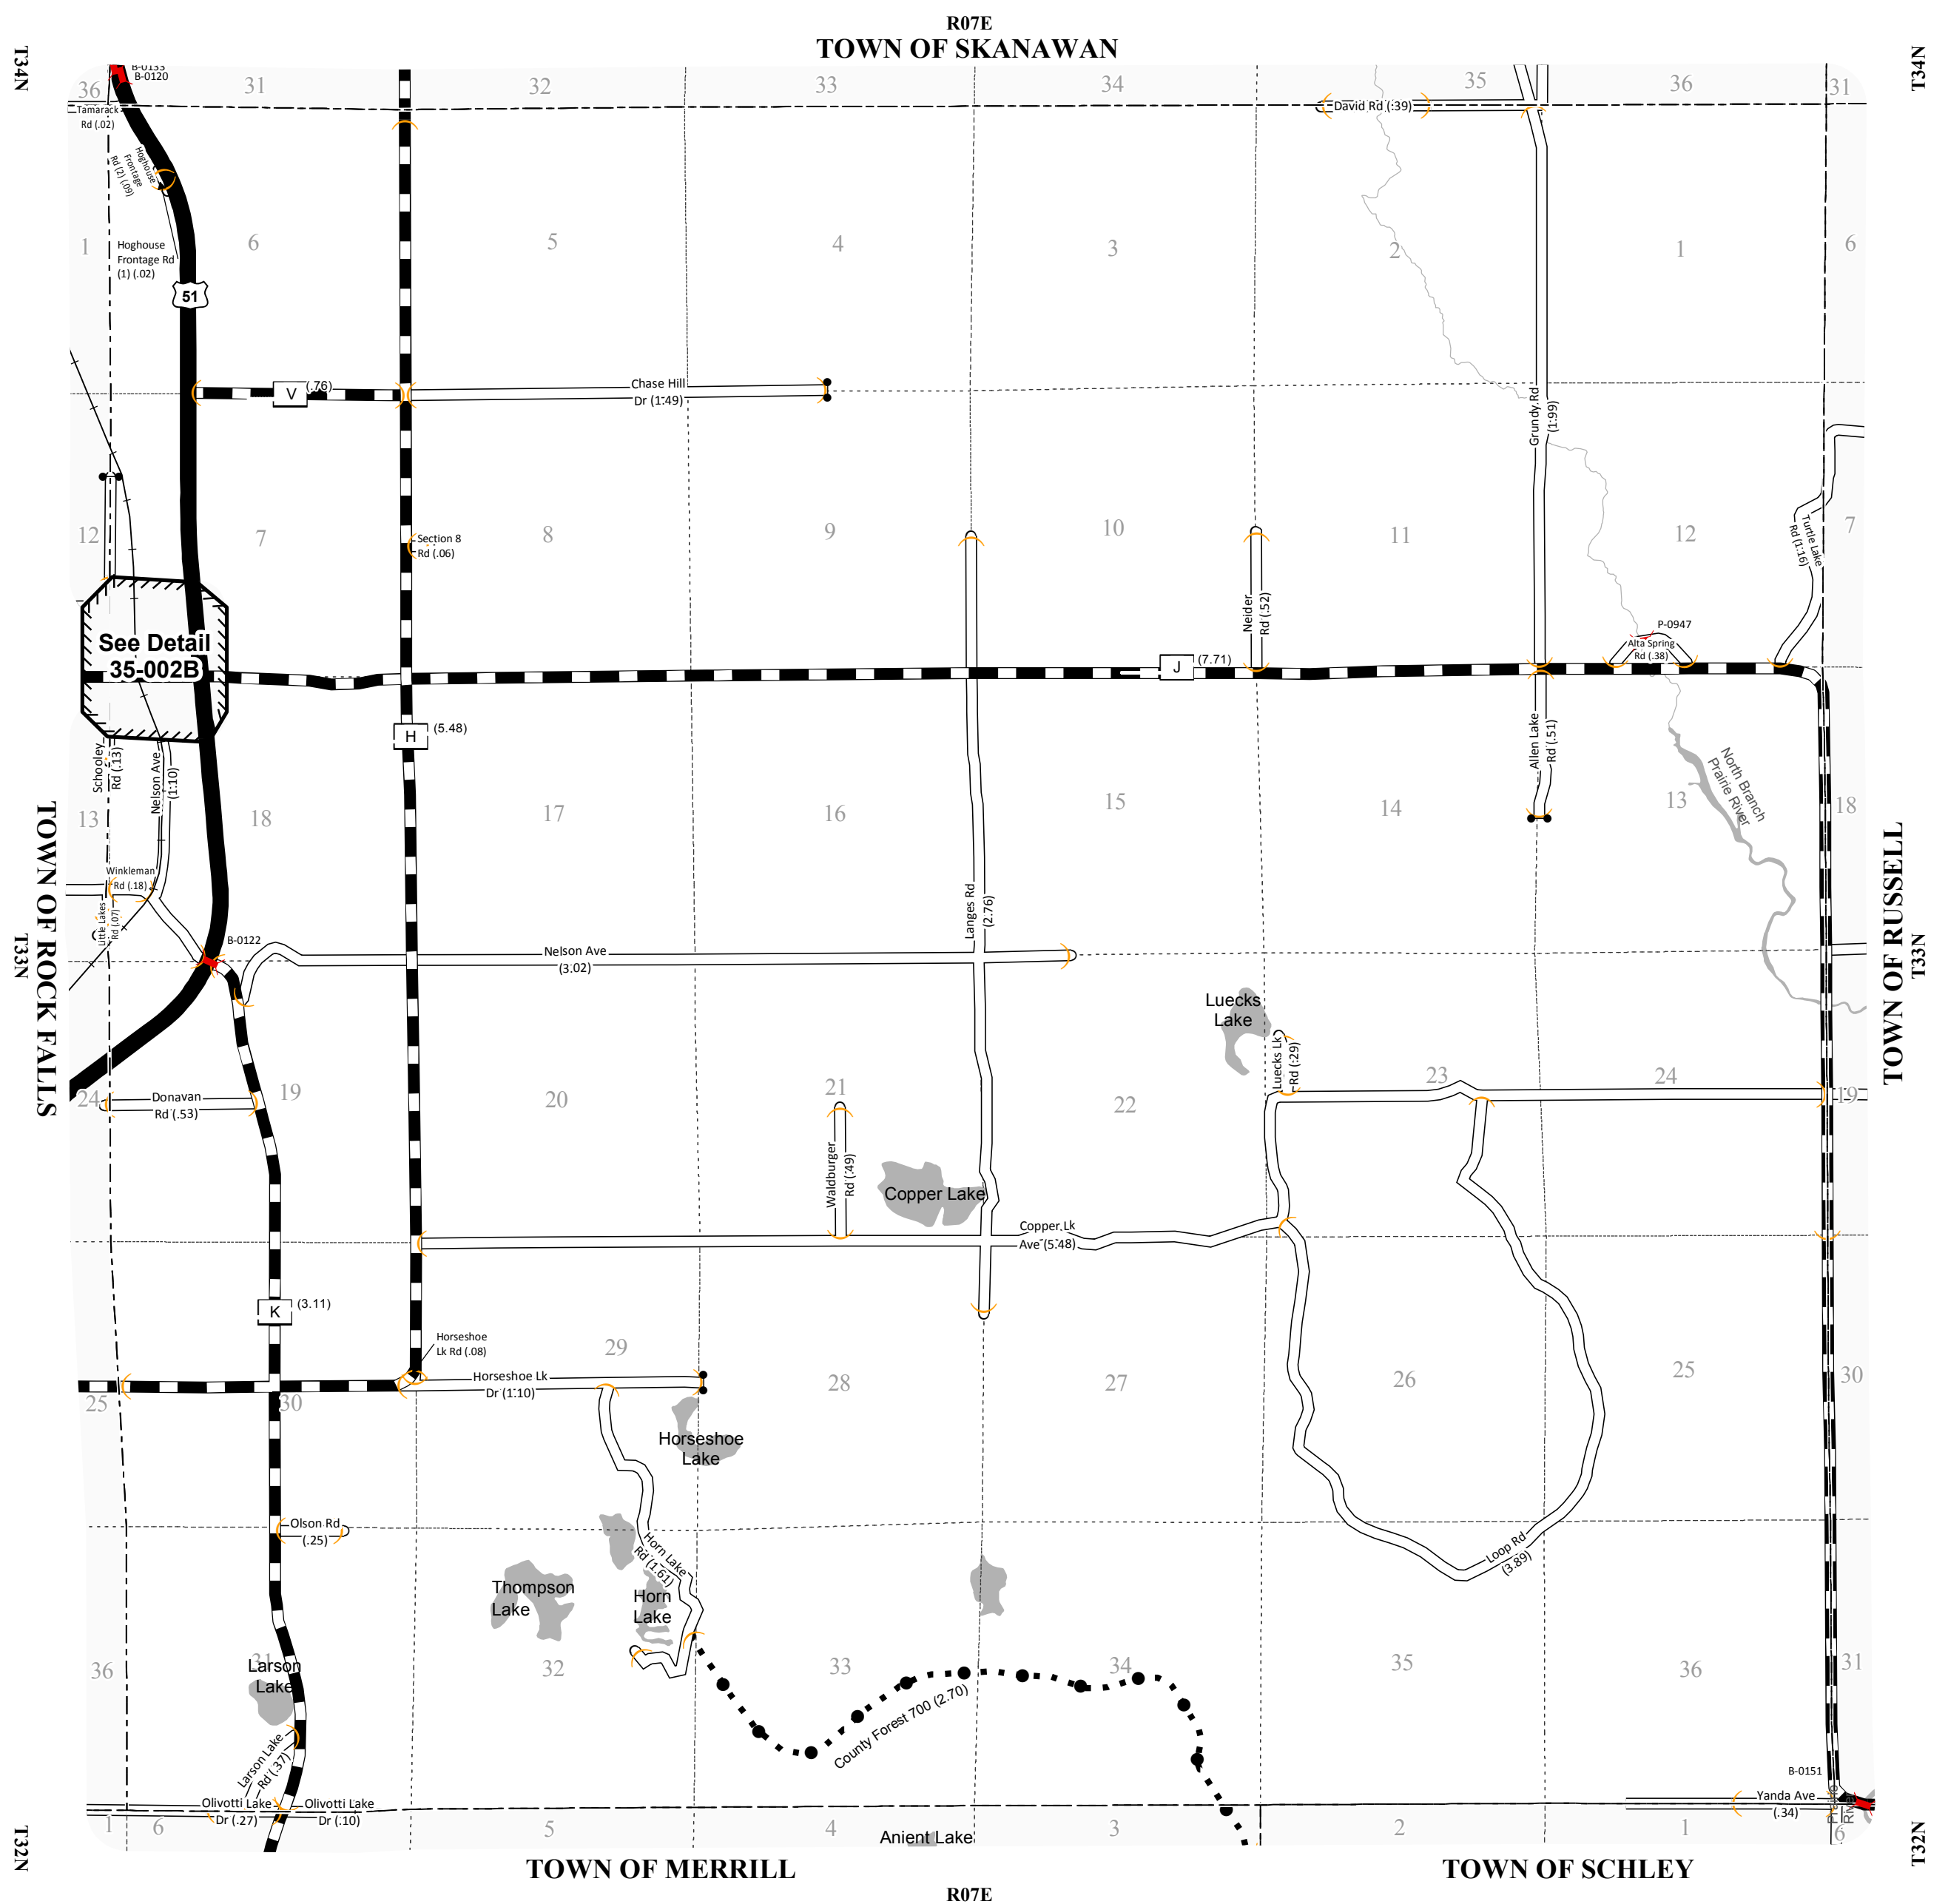 R07E
TOWN OF SKANAWAN
T34N
T34N
B-0133
B-0120
36
31
32
33
34
35
36
31
Tamarack
Rd (.02)
David Rd (.39)
Hoghouse
Frontage
Rd (2) (.09)
1
Hoghouse
Frontage Rd
(1) (.02)
6
5
4
3
2
1
6
51
V
(.76)
Chase Hill
Dr (1.49)
Grundy Rd
(1.99)
12
7
Section 8
Rd (.06)
8
9
10
11
12
7
Turtle Lake
Rd (1.16)
Neider
Rd (.52)
See Detail
35-002B
P-0947
Alta Spring
Rd (.38)
J
(7.71)
H
(5.48)
Schooley
Rd (.13)
Nelson Ave
(1.10)
Allen Lake
Rd (.51)
North Branch
Prairie River
13
18
17
16
15
14
13
18
TOWN OF ROCK FALLS
TOWN OF RUSSELL
Winkleman
Rd (.18)
Little Lakes
Rd (.07)
Langes Rd
(2.76)
T33N
T33N
B-0122
Nelson Ave
(3.02)
Luecks
Lake
Luecks Lk
Rd (.29)
24
Donavan
Rd (.53)
19
20
21
22
23
24
19
Waldburger
Rd (.49)
Copper Lake
Copper Lk
Ave (5.48)
K
(3.11)
Horseshoe
Lk Rd (.08)
29
Horseshoe Lk
Dr (1.10)
25
30
28
27
26
25
30
Horseshoe
Lake
Olson Rd
(.25)
Horn Lake
Rd (1.61)
Loop Rd
(3.89)
Thompson
Lake
Horn
Lake
36
31
Larson
Lake
32
33
34
35
36
31
County Forest 700 (2.70)
Larson Lake
Rd (.37)
B-0151
Olivotti Lake
Dr (.27)
Olivotti Lake
Dr (.10)
Yanda Ave
(.34)
1
6
5
4
3
2
1
6
Anient Lake
T32N
T32N
TOWN OF MERRILL
TOWN OF SCHLEY
R07E